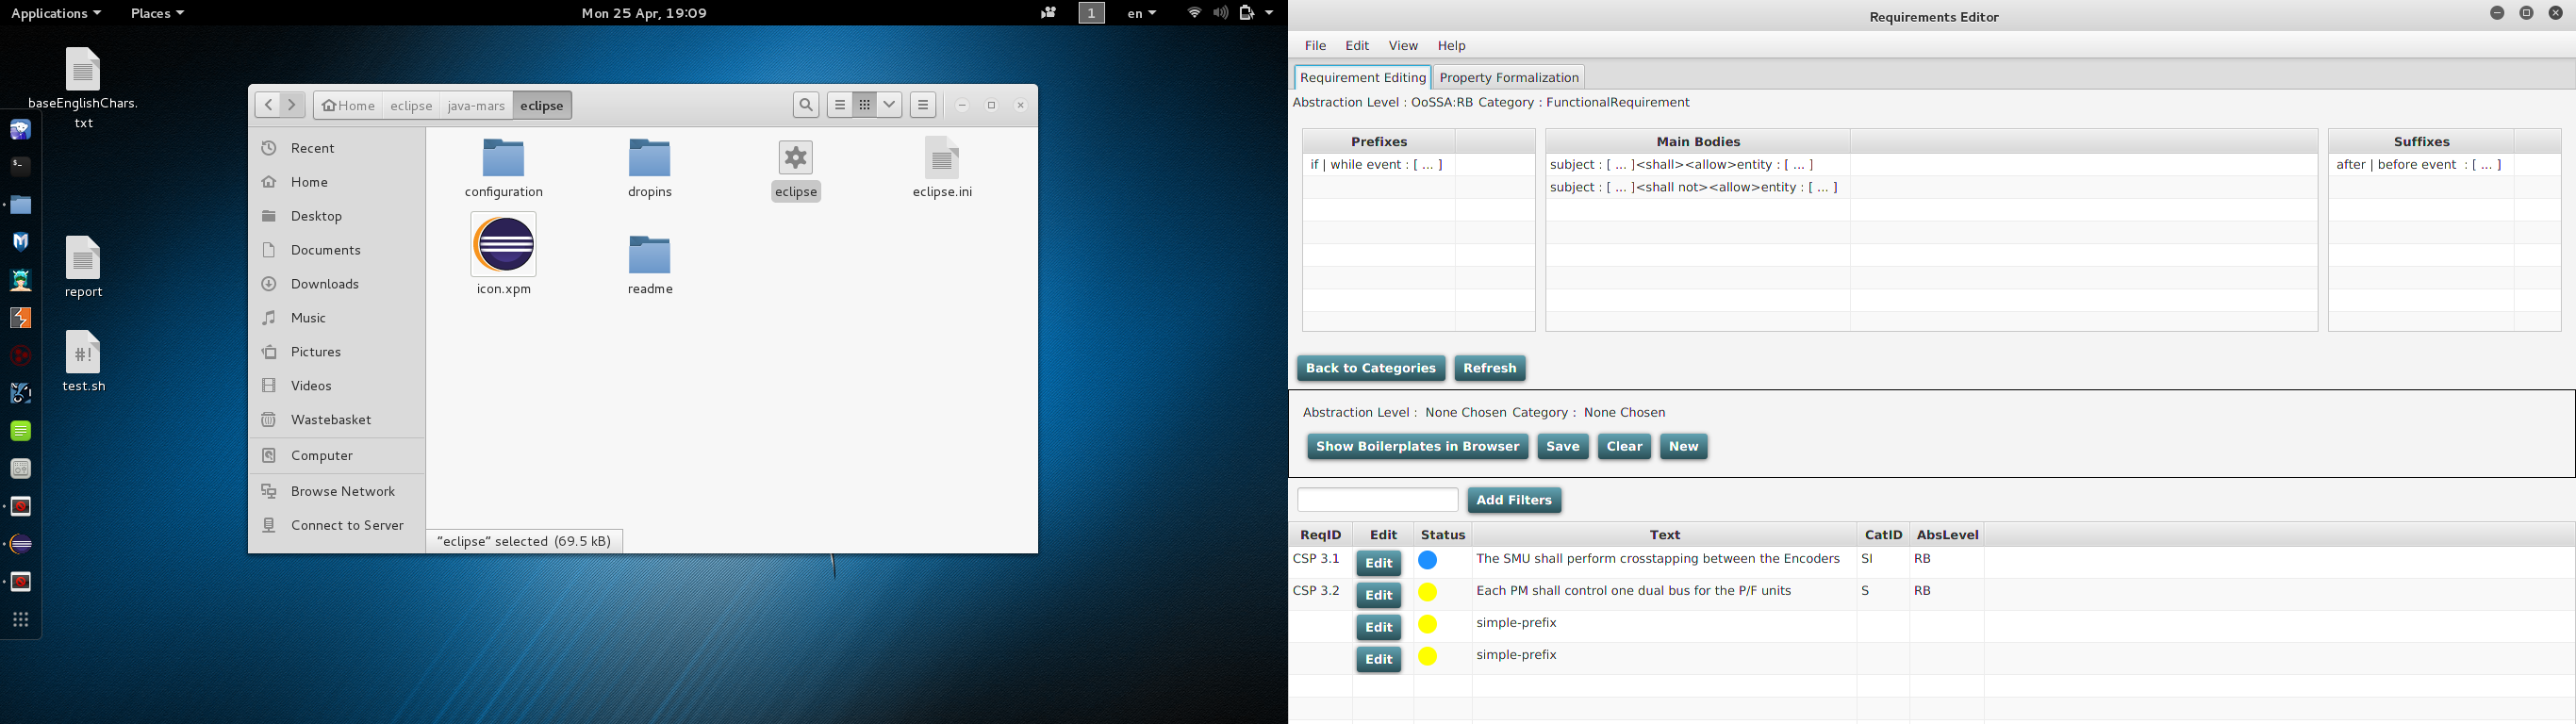 Applications Places Mon 25 Apr, 19:09 1 en
baseEnglishChars.
txt
report
#!
test.sh
Home eclipse java-mars eclipse
Recent
Home
Desktop
Documents
Downloads
Music
Pictures
Videos
Wastebasket
Computer
Browse Network
Connect to Server
configuration dropins eclipse eclipse.ini
icon.xpm readme
"eclipse" selected (69.5 kB)
Requirements Editor
File Edit View Help
Requirement Editing Property Formalization
Abstraction Level : OoSSA:RB Category : FunctionalRequirement
Prefixes Main Bodies Suffixes
if | while event : [ ... ] subject : [ ... ]<shall><allow>entity : [ ... ] after | before event : [ ... ]
subject : [ ... ]<shall not><allow>entity : [ ... ]
Back to Categories Refresh
Abstraction Level : None Chosen Category : None Chosen
Show Boilerplates in Browser Save Clear New
Add Filters
ReqID Edit Status Text CatID AbsLevel
CSP 3.1 Edit The SMU shall perform crosstapping between the Encoders SI RB
CSP 3.2 Edit Each PM shall control one dual bus for the P/F units S RB
Edit simple-prefix
Edit simple-prefix